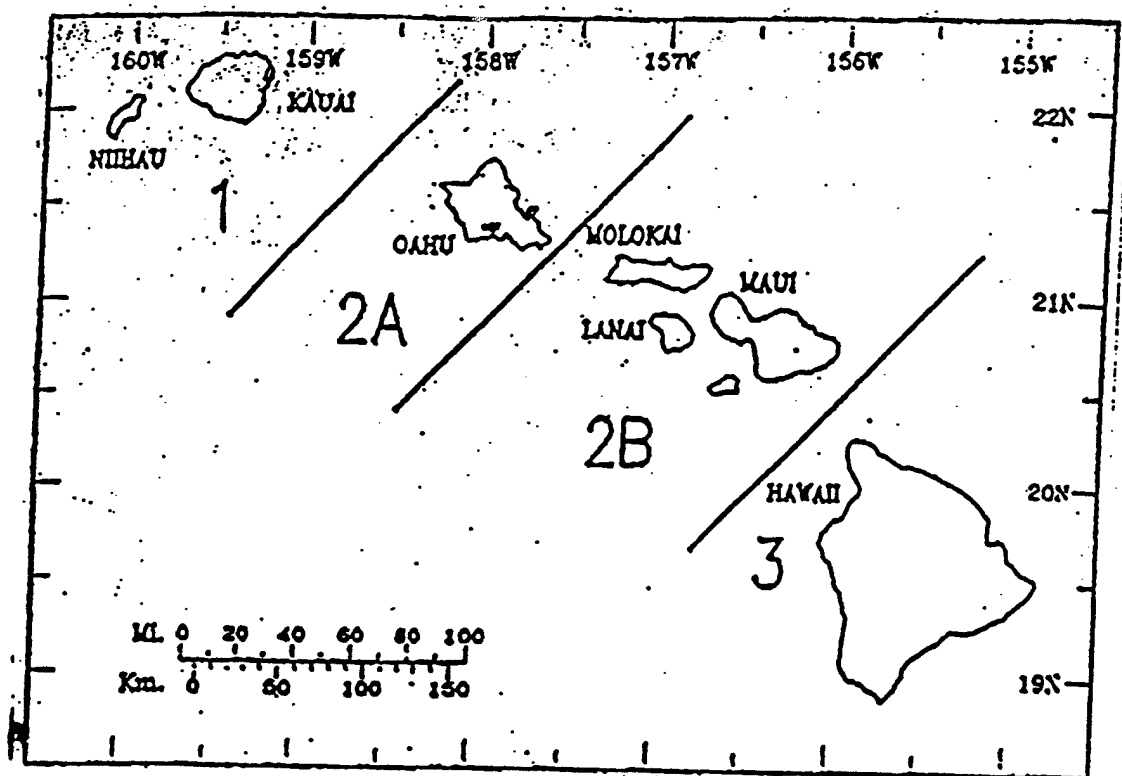 160W 159W 158W 157W 156W 155W
KAUAI
22N
NIIHAU
1
OAHU
MOLOKAI
2A
MAUI
21N
LANAI
2B
HAWAII
20N
3
MI. 0 20 40 60 80 100
Km. 0 50 100 150
19N